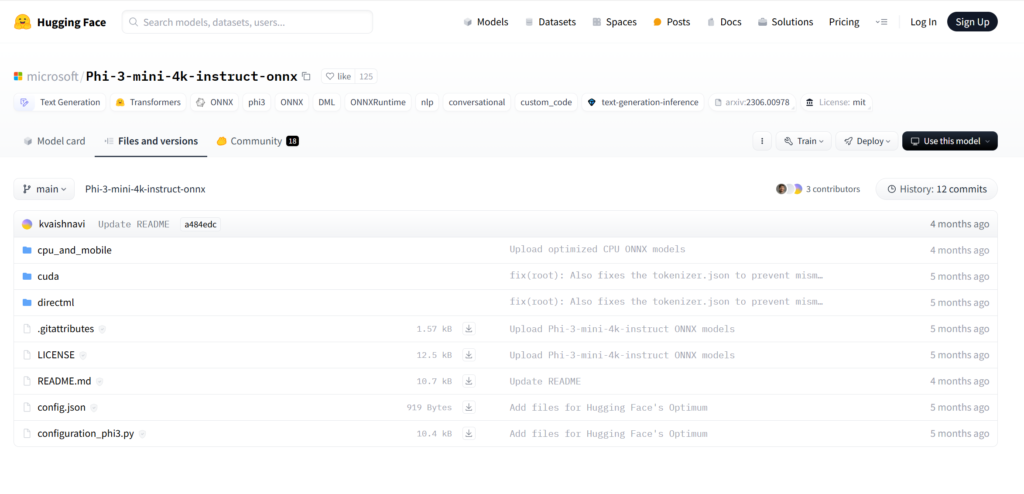 Hugging Face Search models, datasets, users... Models Datasets Spaces Posts Docs Solutions Pricing Log In Sign Up
microsoft/Phi-3-mini-4k-instruct-onnx like 125
Text Generation Transformers ONNX phi3 ONNX DML ONNXRuntime nlp conversational custom_code text-generation-inference arxiv:2306.00978 License: mit
Model card Files and versions Community 18 Train Deploy Use this model
main Phi-3-mini-4k-instruct-onnx 3 contributors History: 12 commits
kvaishnavi Update README a484edc 4 months ago
cpu_and_mobile Upload optimized CPU ONNX models 4 months ago
cuda fix(root): Also fixes the tokenizer.json to prevent mism… 5 months ago
directml fix(root): Also fixes the tokenizer.json to prevent mism… 5 months ago
.gitattributes 1.57 kB Upload Phi-3-mini-4k-instruct ONNX models 5 months ago
LICENSE 12.5 kB Upload Phi-3-mini-4k-instruct ONNX models 5 months ago
README.md 10.7 kB Update README 4 months ago
config.json 919 Bytes Add files for Hugging Face's Optimum 5 months ago
configuration_phi3.py 10.4 kB Add files for Hugging Face's Optimum 5 months ago